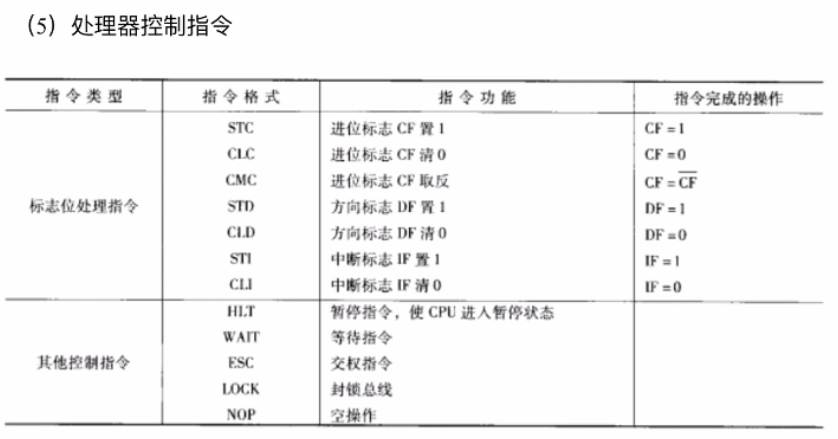 （5）处理器控制指令
指令类型 指令格式 指令功能 指令完成的操作
STC 进位标志 CF 置 1 CF = 1
CLC 进位标志 CF 清 0 CF = 0
CMC 进位标志 CF 取反 CF = C̅F̅
标志位处理指令 STD 方向标志 DF 置 1 DF = 1
CLD 方向标志 DF 清 0 DF = 0
STI 中断标志 IF 置 1 IF = 1
CLI 中断标志 IF 清 0 IF = 0
HLT 暂停指令，使 CPU 进入暂停状态
WAIT 等待指令
其他控制指令 ESC 交权指令
LOCK 封锁总线
NOP 空操作